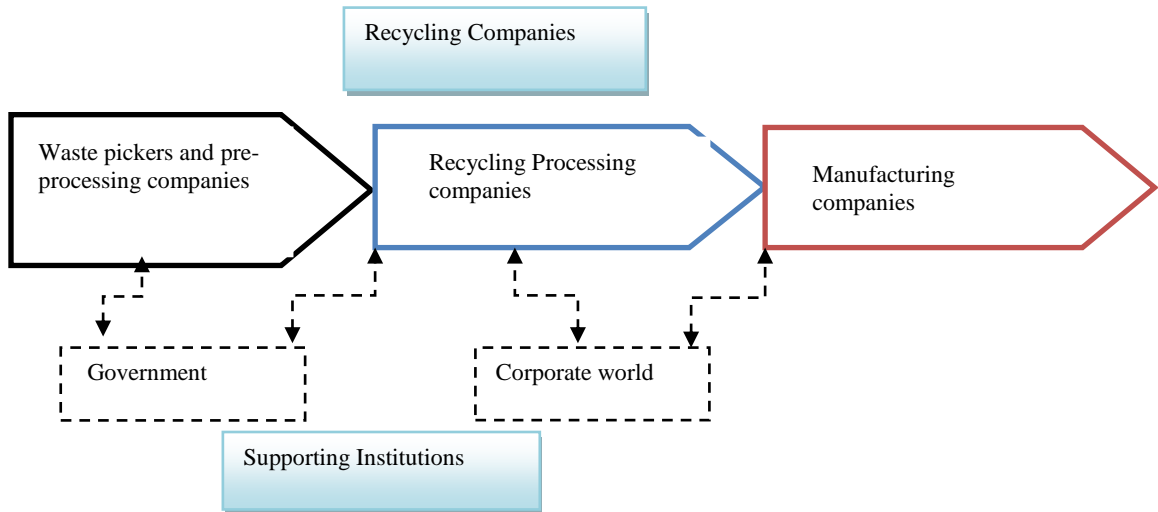 Recycling Companies
Waste pickers and pre-
processing companies
Recycling Processing
companies
Manufacturing
companies
Government
Corporate world
Supporting Institutions